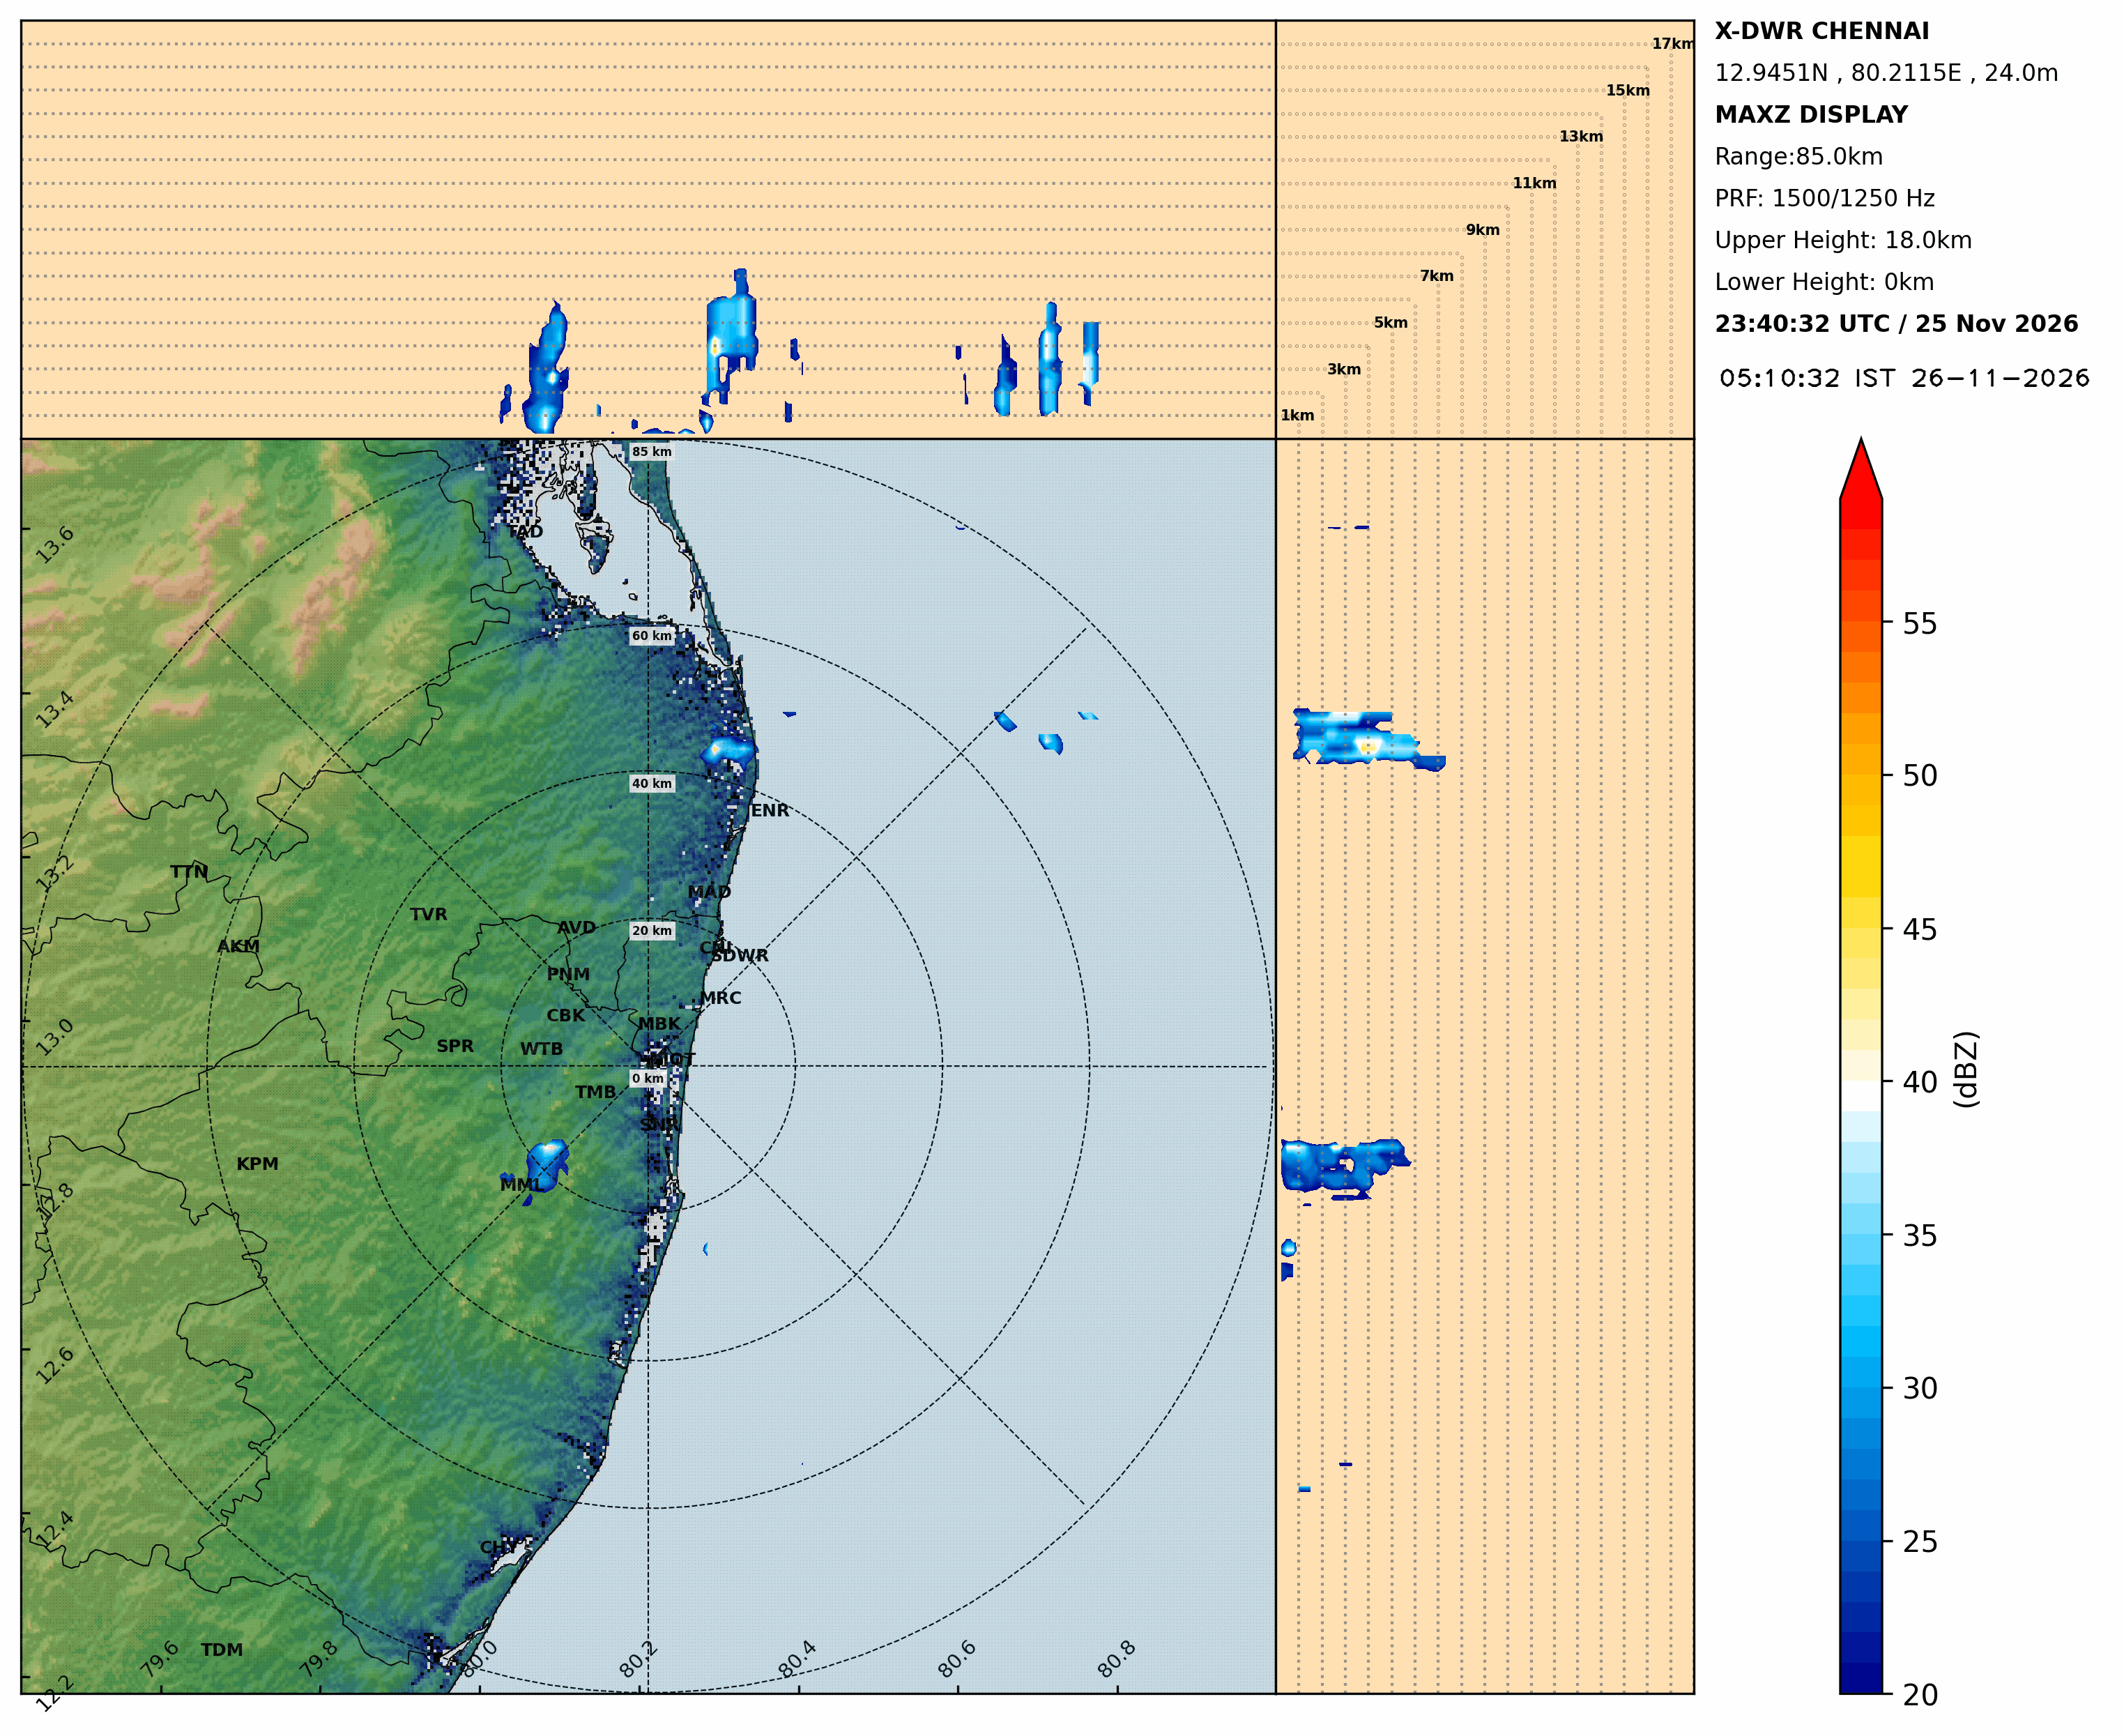 X-DWR CHENNAI
12.9451N , 80.2115E , 24.0m
MAXZ DISPLAY
Range:85.0km
PRF: 1500/1250 Hz
Upper Height: 18.0km
Lower Height: 0km
23:40:32 UTC / 25 Nov 2026
05:10:32 IST 26-11-2026
17km
15km
13km
11km
9km
7km
5km
3km
1km
85 km
60 km
40 km
20 km
0 km
TAD
ENR
TTN
MAD
TVR
AVD
AKM
SDWR
PNM
MRC
CBK
MBK
SPR
WTB
TMB
SNR
KPM
MML
CHY
TDM
13.6
13.4
13.2
13.0
12.8
12.6
12.4
12.2
79.6
79.8
80.0
80.2
80.4
80.6
80.8
55
50
45
40
35
30
25
20
(dBZ)